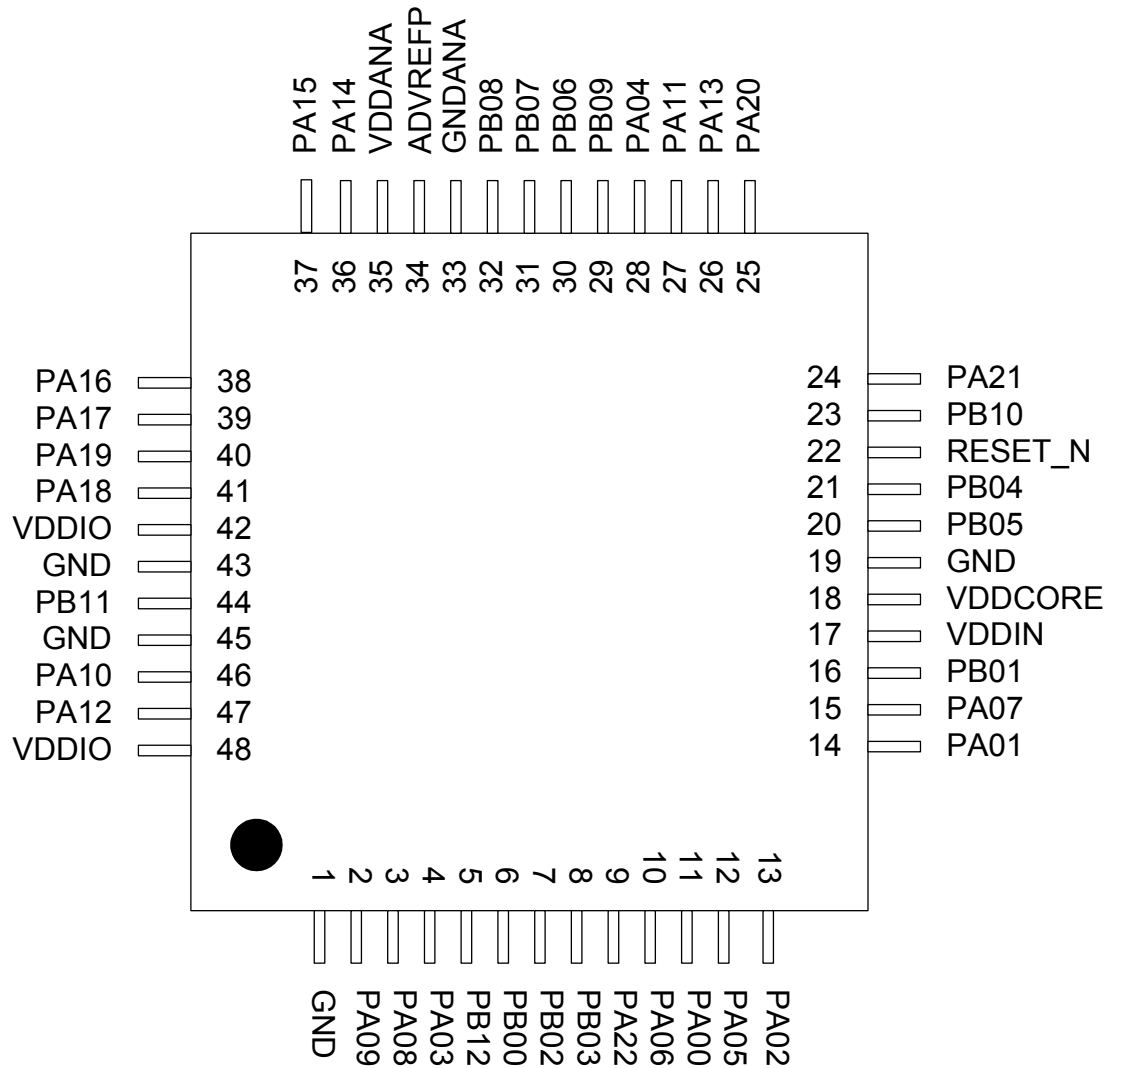 PA15
PA14
VDDANA
ADVREFP
GNDANA
PB08
PB07
PB06
PB09
PA04
PA11
PA13
PA20
37
36
35
34
33
32
31
30
29
28
27
26
25
PA16 38
PA17 39
PA19 40
PA18 41
VDDIO 42
GND 43
PB11 44
GND 45
PA10 46
PA12 47
VDDIO 48
24 PA21
23 PB10
22 RESET_N
21 PB04
20 PB05
19 GND
18 VDDCORE
17 VDDIN
16 PB01
15 PA07
14 PA01
1
2
3
4
5
6
7
8
9
10
11
12
13
GND
PA09
PA08
PA03
PB12
PB00
PB02
PB03
PA22
PA06
PA00
PA05
PA02